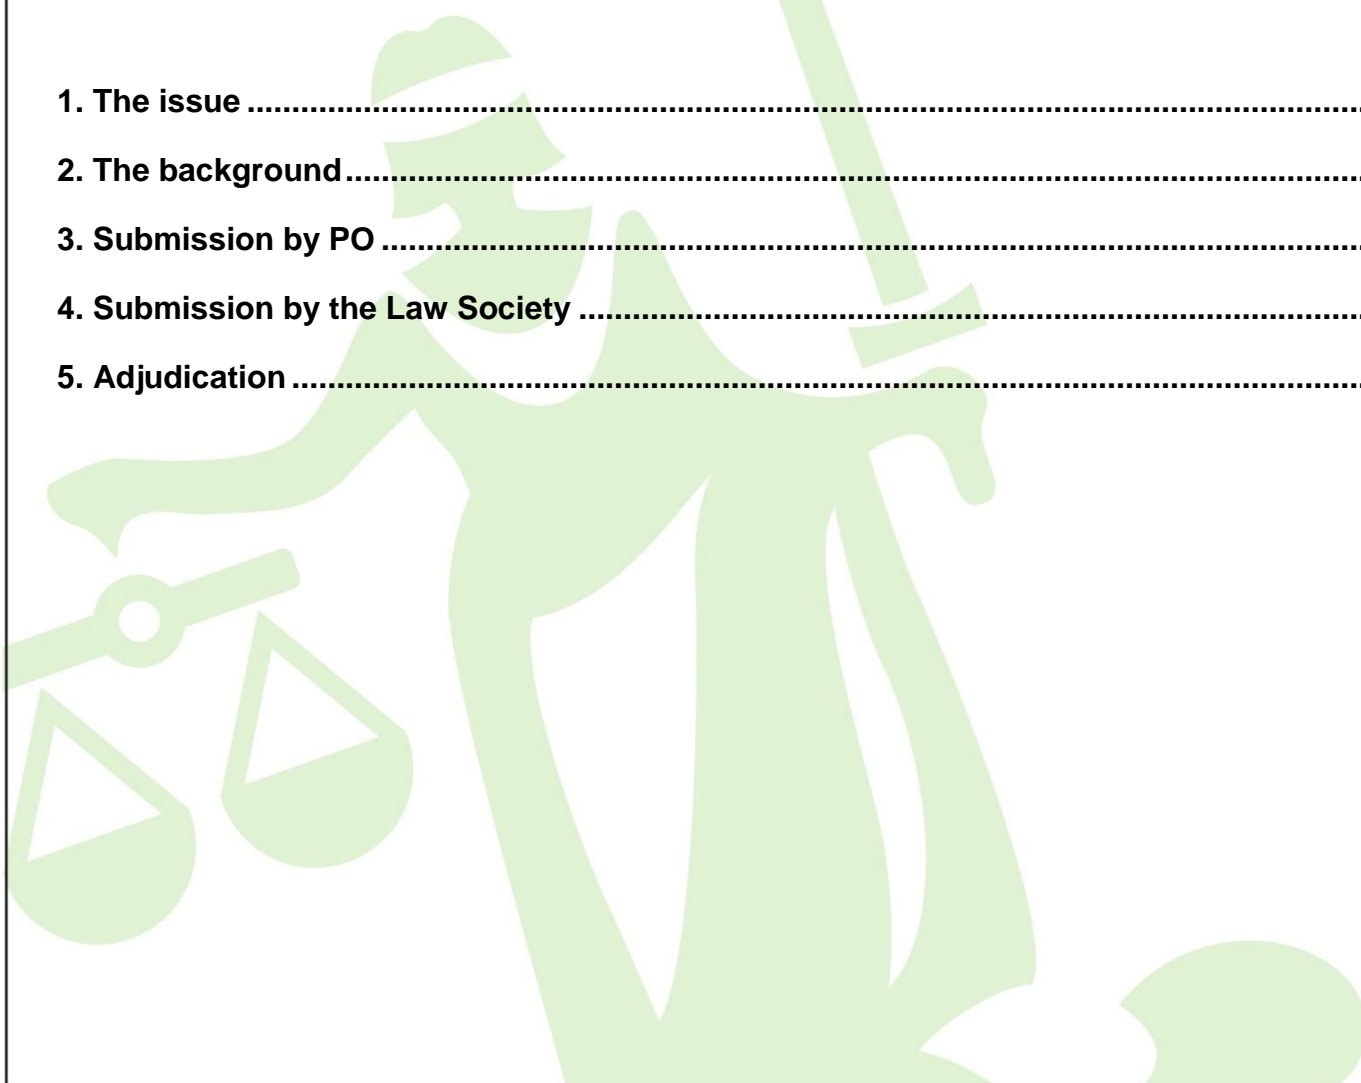 1. The issue ........................................................................................................................................
2. The background ........................................................................................................................................
3. Submission by PO ........................................................................................................................................
4. Submission by the Law Society ........................................................................................................................................
5. Adjudication ........................................................................................................................................